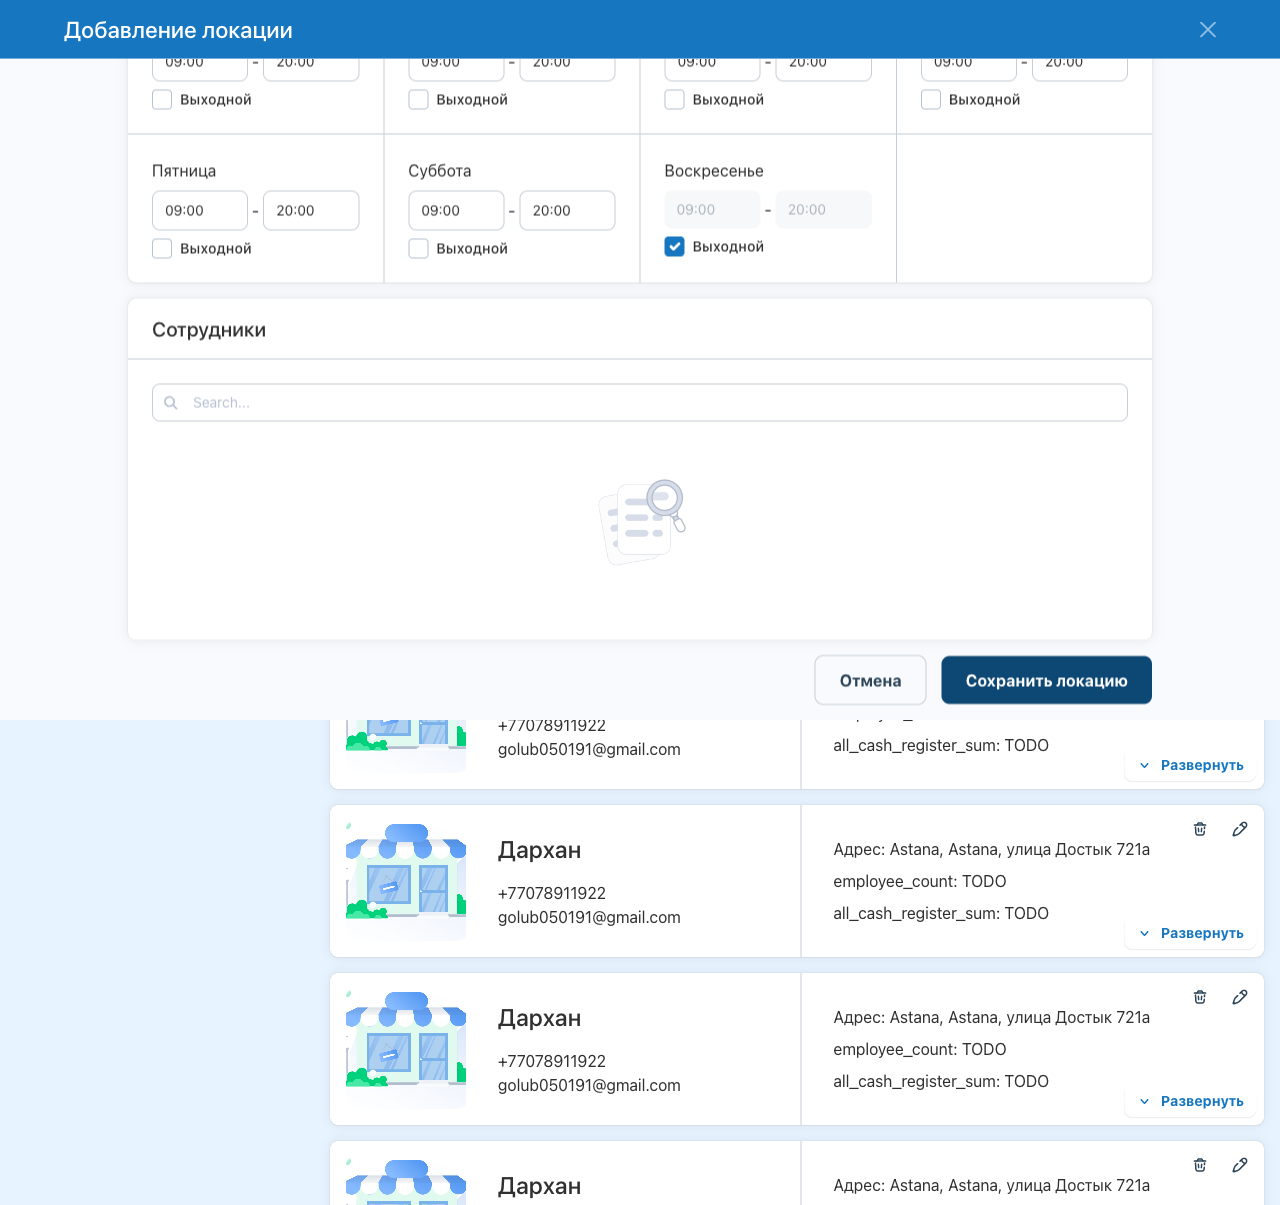 Добавление локации
09:00 - 20:00 09:00 - 20:00 09:00 - 20:00 09:00 - 20:00
Выходной Выходной Выходной Выходной
Пятница Суббота Воскресенье
09:00 - 20:00 09:00 - 20:00 09:00 - 20:00
Выходной Выходной Выходной
Сотрудники
Search...
Отмена Сохранить локацию
+77078911922
golub050191@gmail.com
all_cash_register_sum: TODO
Развернуть
Дархан
+77078911922
golub050191@gmail.com
Адрес: Astana, Astana, улица Достык 721а
employee_count: TODO
all_cash_register_sum: TODO
Развернуть
Дархан
+77078911922
golub050191@gmail.com
Адрес: Astana, Astana, улица Достык 721а
employee_count: TODO
all_cash_register_sum: TODO
Развернуть
Дархан
Адрес: Astana, Astana, улица Достык 721а